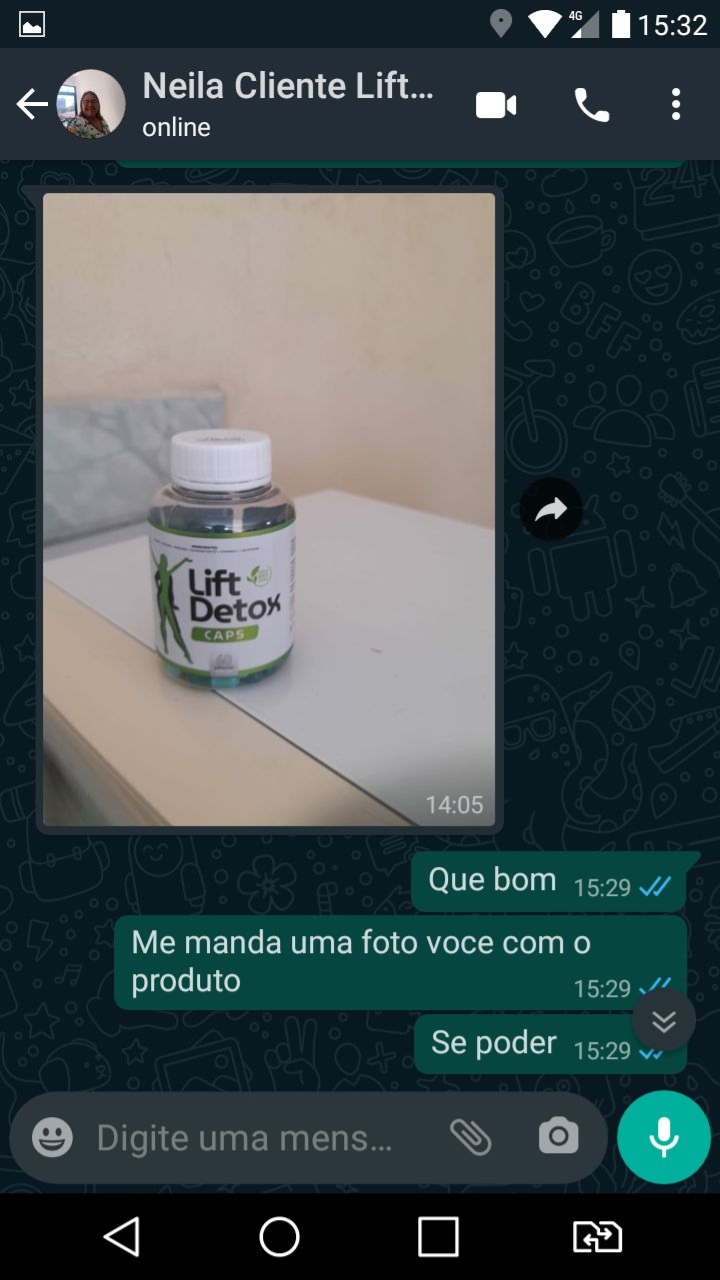 4G
15:32
Neila Cliente Lift...
online
Lift
Detox
CAPS
60
14:05
Que bom 15:29
Me manda uma foto voce com o
produto 15:29
Se poder 15:29
Digite uma mens...